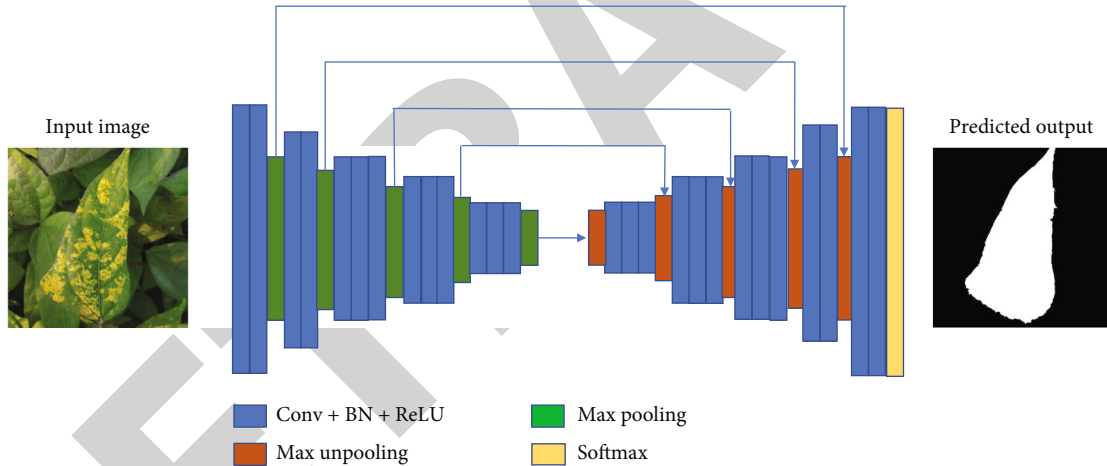 Input image
Predicted output
Conv + BN + ReLU
Max pooling
Max unpooling
Softmax